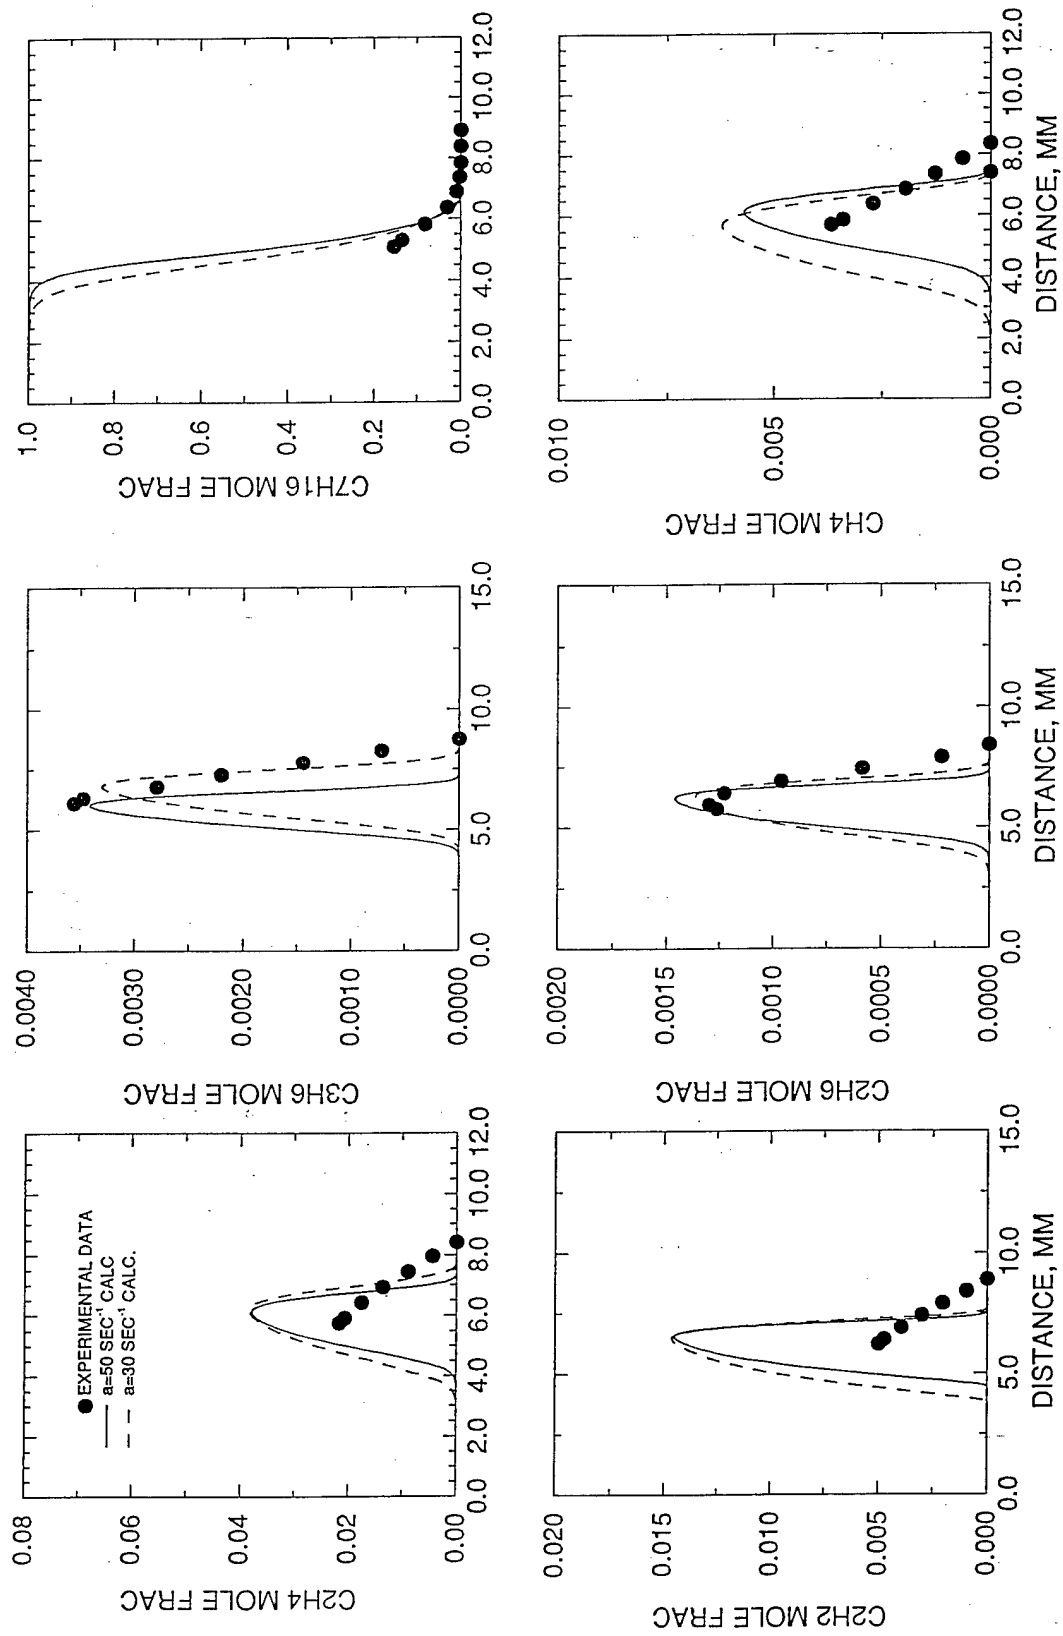 C2H4 MOLE FRAC
0.08
0.06
0.04
0.02
0.00
0.0 2.0 4.0 6.0 8.0 10.0 12.0
EXPERIMENTAL DATA
a=50 SEC⁻¹ CALC
a=30 SEC⁻¹ CALC.
C3H6 MOLE FRAC
0.0040
0.0030
0.0020
0.0010
0.0000
0.0 5.0 10.0 15.0
C7H16 MOLE FRAC
1.0
0.8
0.6
0.4
0.2
0.0
0.0 2.0 4.0 6.0 8.0 10.0 12.0
C2H2 MOLE FRAC
0.020
0.015
0.010
0.005
0.000
0.0 5.0 10.0 15.0
DISTANCE, MM
C2H6 MOLE FRAC
0.0020
0.0015
0.0010
0.0005
0.0000
0.0 5.0 10.0 15.0
DISTANCE, MM
CH4 MOLE FRAC
0.010
0.005
0.000
0.0 2.0 4.0 6.0 8.0 10.0 12.0
DISTANCE, MM